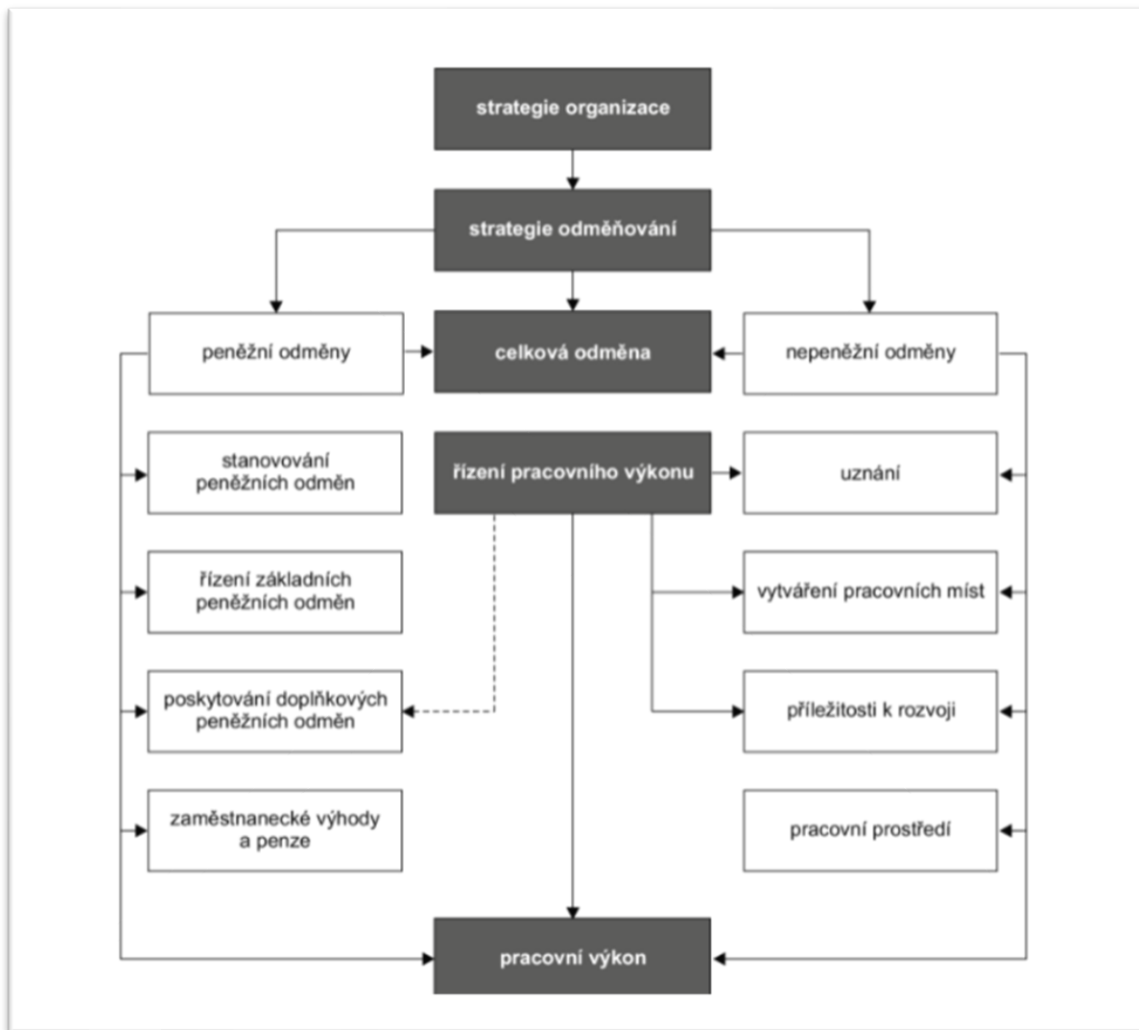 strategie organizace
strategie odměňování
peněžní odměny
celková odměna
nepeněžní odměny
stanovování
peněžních odměn
řízení pracovního výkonu
uznání
řízení základních
peněžních odměn
vytváření pracovních míst
poskytování doplňkových
peněžních odměn
příležitosti k rozvoji
zaměstnanecké výhody
a penze
pracovní prostředí
pracovní výkon